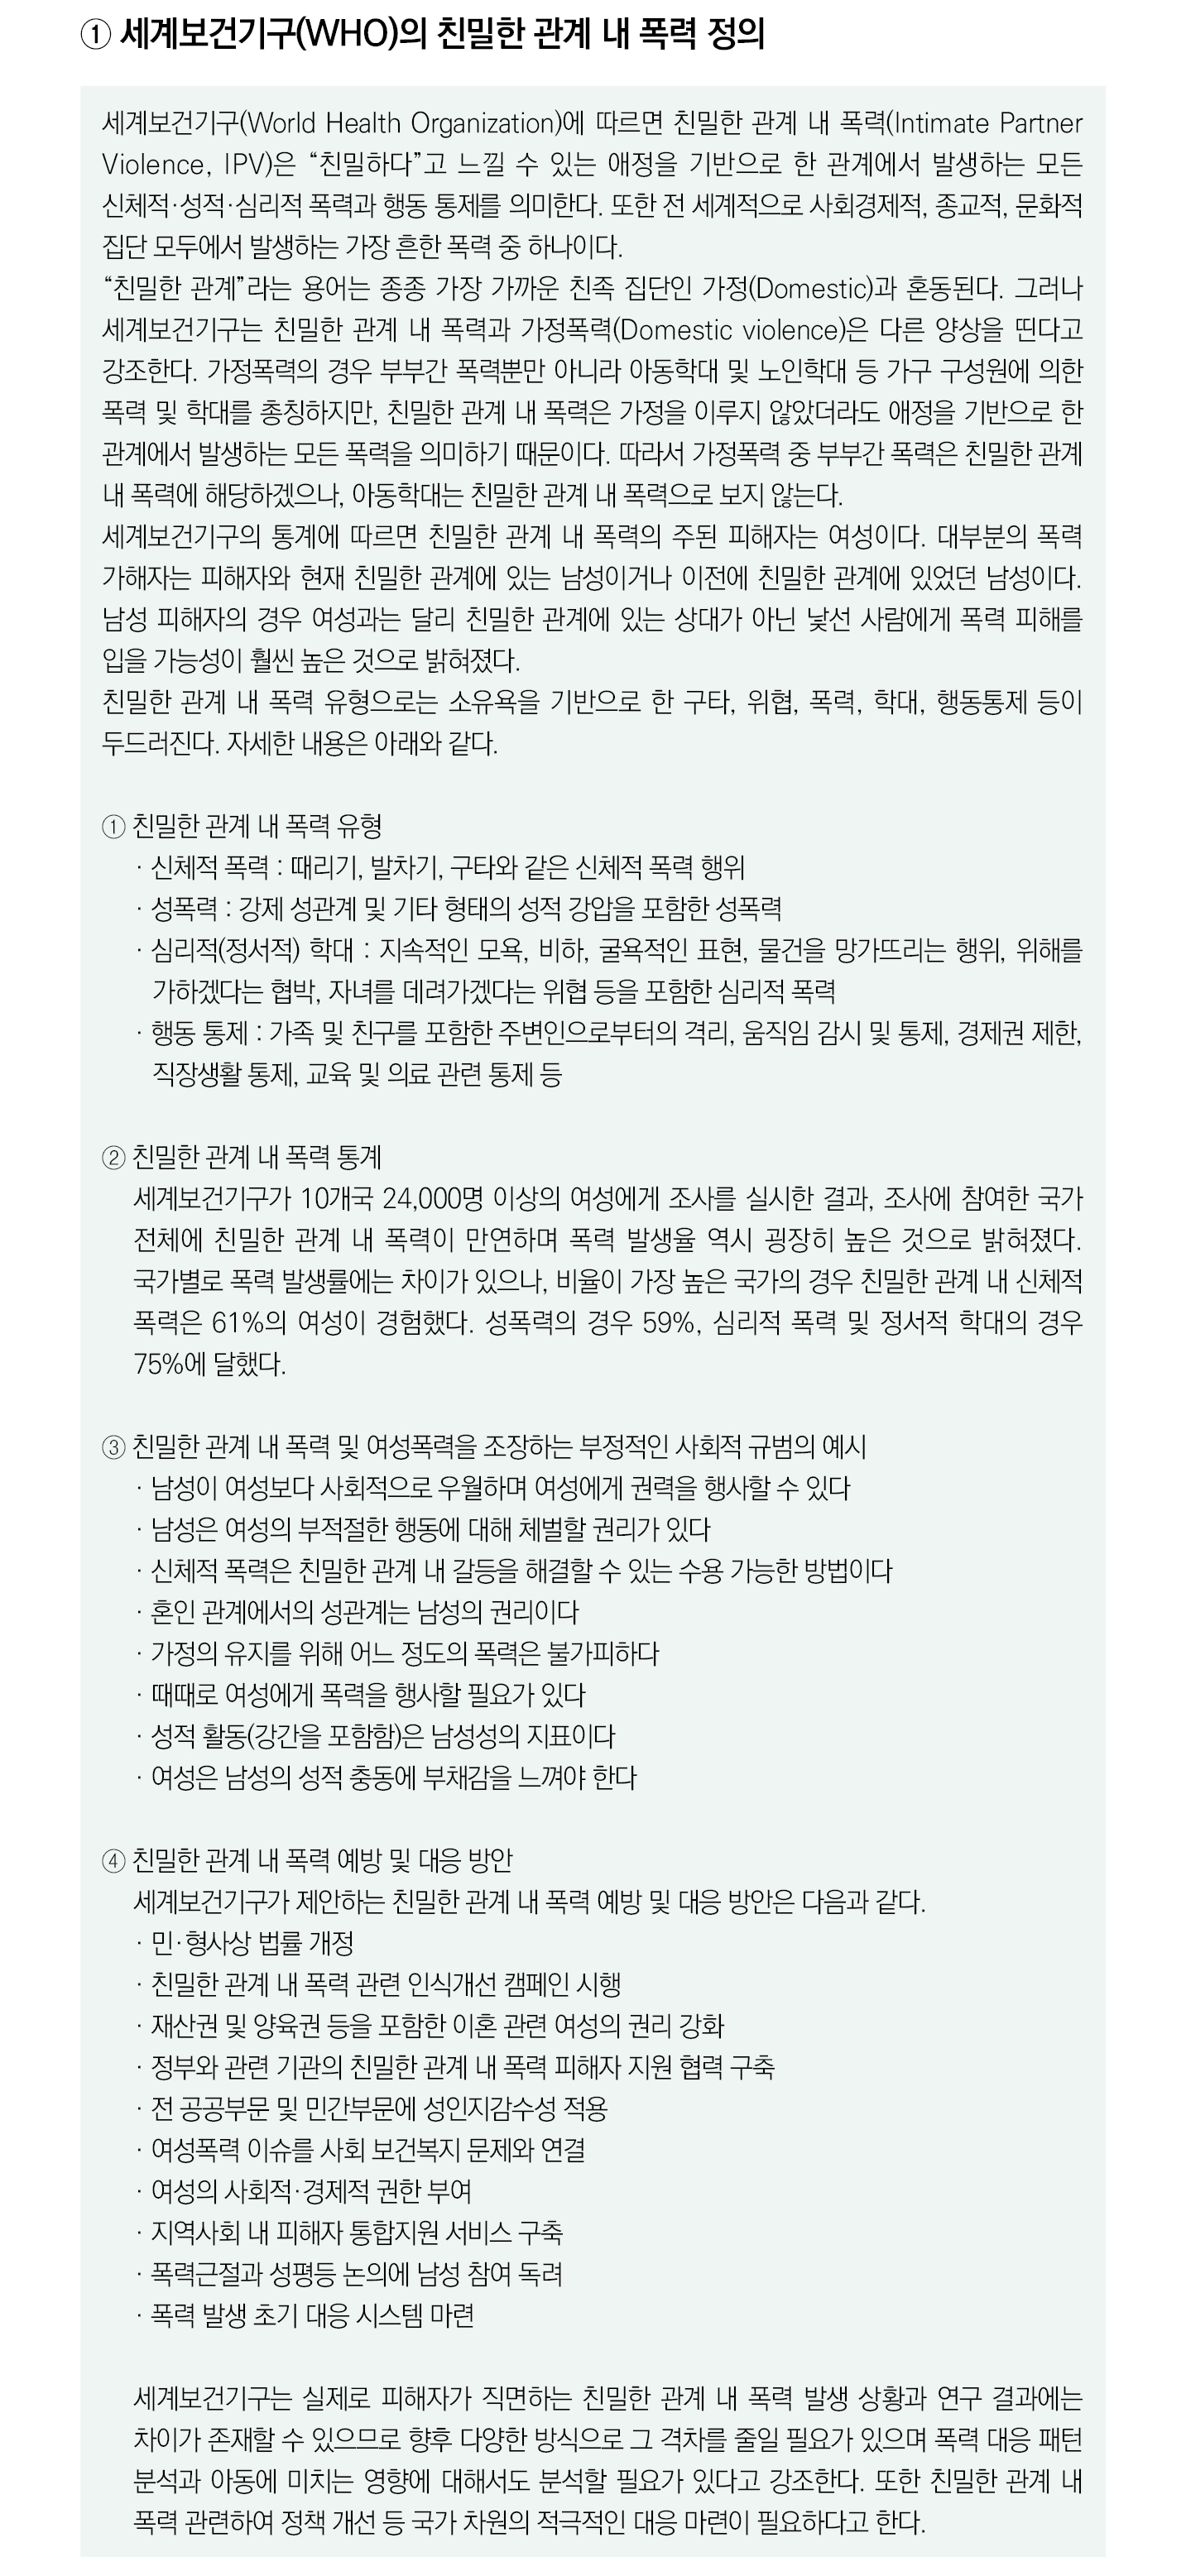 ① 세계보건기구(WHO)의 친밀한 관계 내 폭력 정의
세계보건기구(World Health Organization)에 따르면 친밀한 관계 내 폭력(Intimate Partner
Violence, IPV)은 “친밀하다”고 느낄 수 있는 애정을 기반으로 한 관계에서 발생하는 모든
신체적·성적·심리적 폭력과 행동 통제를 의미한다. 또한 전 세계적으로 사회경제적, 종교적, 문화적
집단 모두에서 발생하는 가장 흔한 폭력 중 하나이다.
“친밀한 관계”라는 용어는 종종 가장 가까운 친족 집단인 가정(Domestic)과 혼동된다. 그러나
세계보건기구는 친밀한 관계 내 폭력과 가정폭력(Domestic violence)은 다른 양상을 띤다고
강조한다. 가정폭력의 경우 부부간 폭력뿐만 아니라 아동학대 및 노인학대 등 가구 구성원에 의한
폭력 및 학대를 총칭하지만, 친밀한 관계 내 폭력은 가정을 이루지 않았더라도 애정을 기반으로 한
관계에서 발생하는 모든 폭력을 의미하기 때문이다. 따라서 가정폭력 중 부부간 폭력은 친밀한 관계
내 폭력에 해당하겠으나, 아동학대는 친밀한 관계 내 폭력으로 보지 않는다.
세계보건기구의 통계에 따르면 친밀한 관계 내 폭력의 주된 피해자는 여성이다. 대부분의 폭력
가해자는 피해자와 현재 친밀한 관계에 있는 남성이거나 이전에 친밀한 관계에 있었던 남성이다.
남성 피해자의 경우 여성과는 달리 친밀한 관계에 있는 상대가 아닌 낯선 사람에게 폭력 피해를
입을 가능성이 훨씬 높은 것으로 밝혀졌다.
친밀한 관계 내 폭력 유형으로는 소유욕을 기반으로 한 구타, 위협, 폭력, 학대, 행동통제 등이
두드러진다. 자세한 내용은 아래와 같다.
① 친밀한 관계 내 폭력 유형
· 신체적 폭력 : 때리기, 발차기, 구타와 같은 신체적 폭력 행위
· 성폭력 : 강제 성관계 및 기타 형태의 성적 강압을 포함한 성폭력
· 심리적(정서적) 학대 : 지속적인 모욕, 비하, 굴욕적인 표현, 물건을 망가뜨리는 행위, 위해를
가하겠다는 협박, 자녀를 데려가겠다는 위협 등을 포함한 심리적 폭력
· 행동 통제 : 가족 및 친구를 포함한 주변인으로부터의 격리, 움직임 감시 및 통제, 경제권 제한,
직장생활 통제, 교육 및 의료 관련 통제 등
② 친밀한 관계 내 폭력 통계
세계보건기구가 10개국 24,000명 이상의 여성에게 조사를 실시한 결과, 조사에 참여한 국가
전체에 친밀한 관계 내 폭력이 만연하며 폭력 발생율 역시 굉장히 높은 것으로 밝혀졌다.
국가별로 폭력 발생률에는 차이가 있으나, 비율이 가장 높은 국가의 경우 친밀한 관계 내 신체적
폭력은 61%의 여성이 경험했다. 성폭력의 경우 59%, 심리적 폭력 및 정서적 학대의 경우
75%에 달했다.
③ 친밀한 관계 내 폭력 및 여성폭력을 조장하는 부정적인 사회적 규범의 예시
· 남성이 여성보다 사회적으로 우월하며 여성에게 권력을 행사할 수 있다
· 남성은 여성의 부적절한 행동에 대해 체벌할 권리가 있다
· 신체적 폭력은 친밀한 관계 내 갈등을 해결할 수 있는 수용 가능한 방법이다
· 혼인 관계에서의 성관계는 남성의 권리이다
· 가정의 유지를 위해 어느 정도의 폭력은 불가피하다
· 때때로 여성에게 폭력을 행사할 필요가 있다
· 성적 활동(강간을 포함함)은 남성성의 지표이다
· 여성은 남성의 성적 충동에 부채감을 느껴야 한다
④ 친밀한 관계 내 폭력 예방 및 대응 방안
세계보건기구가 제안하는 친밀한 관계 내 폭력 예방 및 대응 방안은 다음과 같다.
· 민·형사상 법률 개정
· 친밀한 관계 내 폭력 관련 인식개선 캠페인 시행
· 재산권 및 양육권 등을 포함한 이혼 관련 여성의 권리 강화
· 정부와 관련 기관의 친밀한 관계 내 폭력 피해자 지원 협력 구축
· 전 공공부문 및 민간부문에 성인지감수성 적용
· 여성폭력 이슈를 사회 보건복지 문제와 연결
· 여성의 사회적·경제적 권한 부여
· 지역사회 내 피해자 통합지원 서비스 구축
· 폭력근절과 성평등 논의에 남성 참여 독려
· 폭력 발생 초기 대응 시스템 마련
세계보건기구는 실제로 피해자가 직면하는 친밀한 관계 내 폭력 발생 상황과 연구 결과에는
차이가 존재할 수 있으므로 향후 다양한 방식으로 그 격차를 줄일 필요가 있으며 폭력 대응 패턴
분석과 아동에 미치는 영향에 대해서도 분석할 필요가 있다고 강조한다. 또한 친밀한 관계 내
폭력 관련하여 정책 개선 등 국가 차원의 적극적인 대응 마련이 필요하다고 한다.